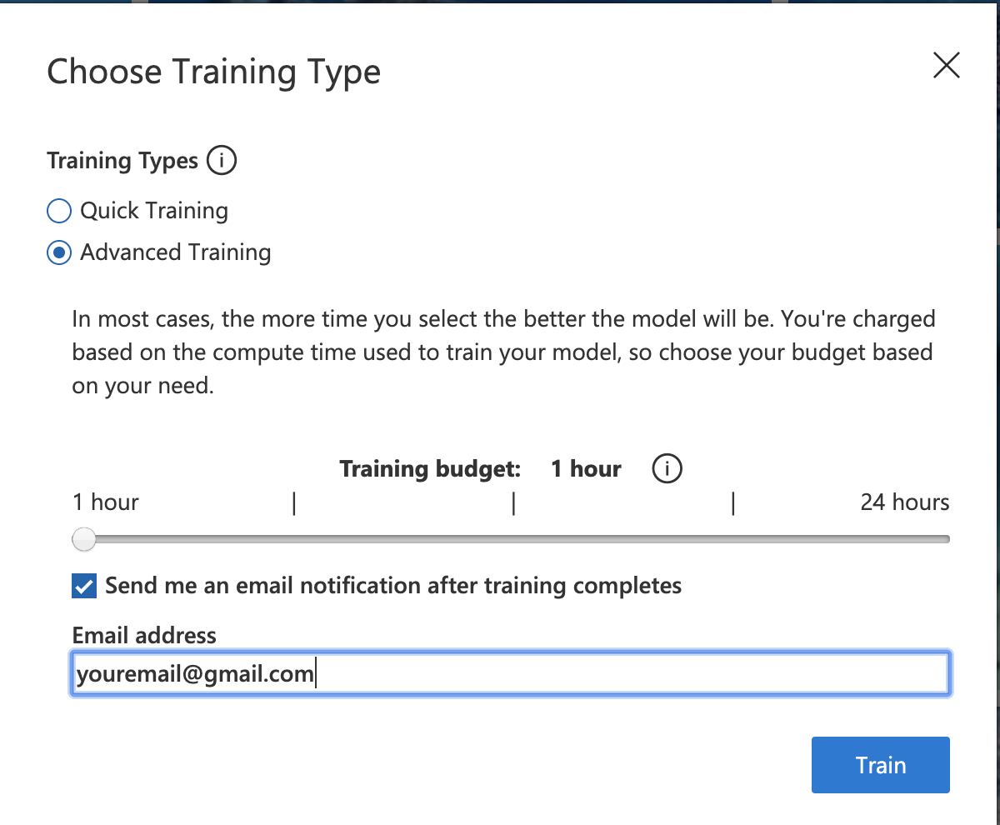 Choose Training Type
Training Types
Quick Training
Advanced Training
In most cases, the more time you select the better the model will be. You're charged
based on the compute time used to train your model, so choose your budget based
on your need.
Training budget: 1 hour
1 hour | | | 24 hours
Send me an email notification after training completes
Email address
youremail@gmail.com
Train